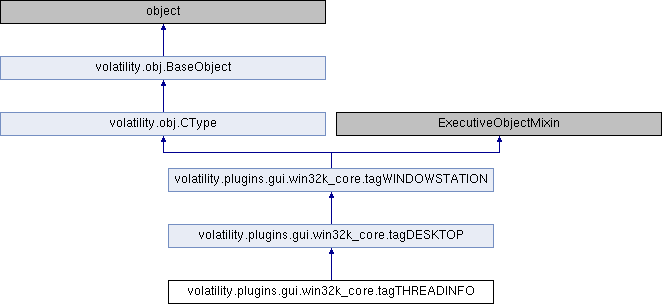 object
volatility.obj.BaseObject
volatility.obj.CType
ExecutiveObjectMixin
volatility.plugins.gui.win32k_core.tagWINDOWSTATION
volatility.plugins.gui.win32k_core.tagDESKTOP
volatility.plugins.gui.win32k_core.tagTHREADINFO